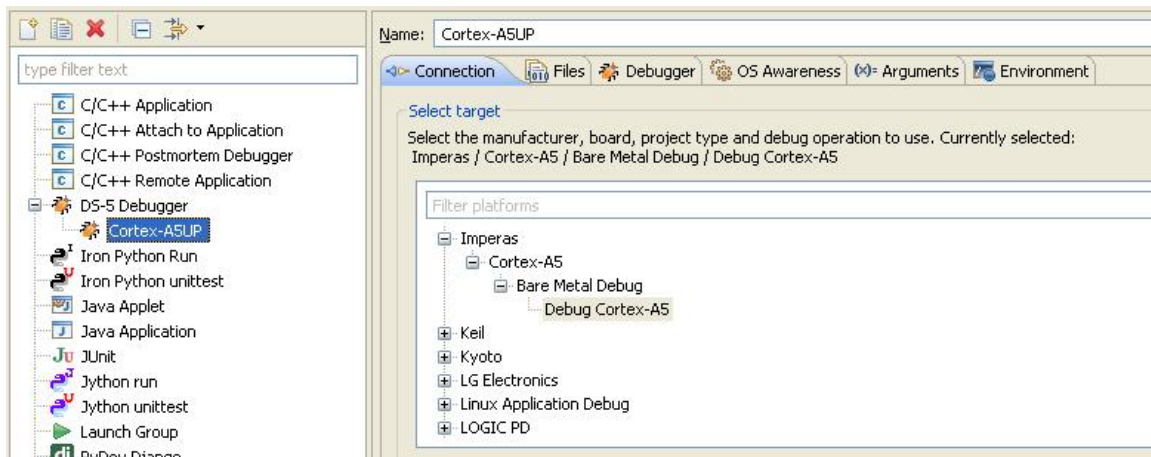 Name: Cortex-A5UP
type filter text
Connection Files Debugger OS Awareness (x)= Arguments Environment
C/C++ Application
C/C++ Attach to Application
C/C++ Postmortem Debugger
C/C++ Remote Application
DS-5 Debugger
Cortex-A5UP
Iron Python Run
Iron Python unittest
Java Applet
Java Application
JUnit
Jython run
Jython unittest
Launch Group
PyDev Django
Select target
Select the manufacturer, board, project type and debug operation to use. Currently selected:
Imperas / Cortex-A5 / Bare Metal Debug / Debug Cortex-A5
Filter platforms
Imperas
Cortex-A5
Bare Metal Debug
Debug Cortex-A5
Keil
Kyoto
LG Electronics
Linux Application Debug
LOGIC PD